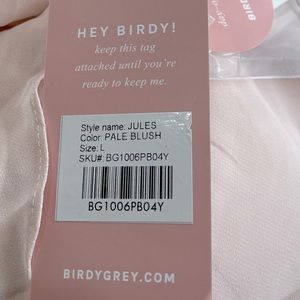 HEY BIRDY!
keep this tag
attached until you're
ready to keep me.
Style name: JULES
Color: PALE BLUSH
Size: L
SKU#: BG1006PB04Y
BG1006PB04Y
BIRDYGREY.COM
BIRDY